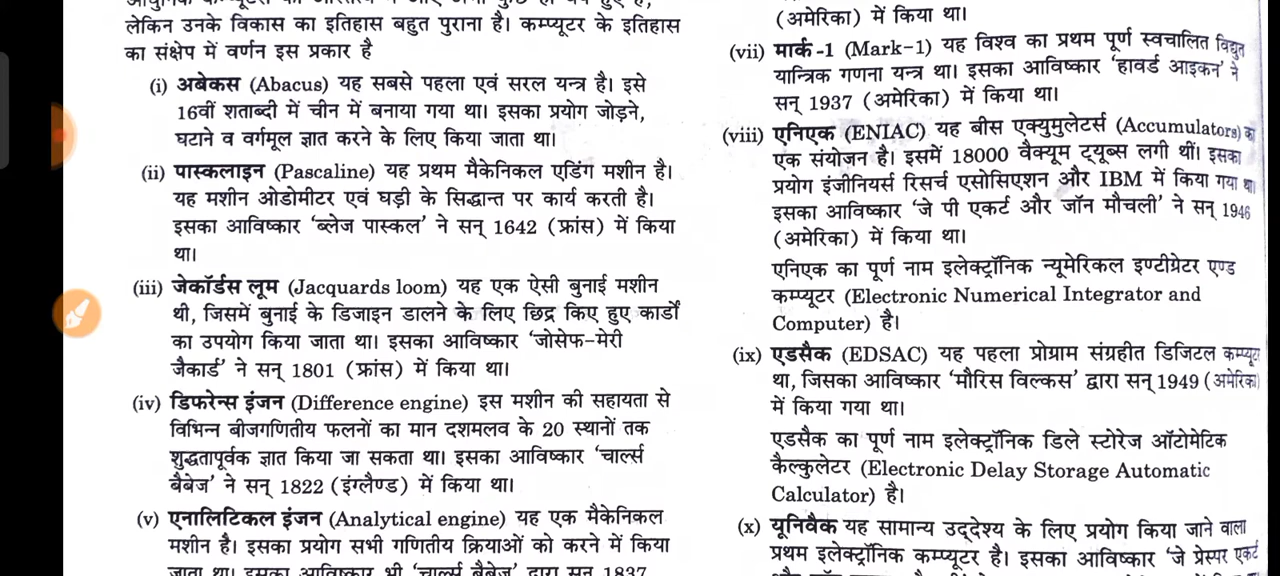 लेकिन उनके विकास का इतिहास बहुत पुराना है। कम्प्यूटर के इतिहास
का संक्षेप में वर्णन इस प्रकार है
(i) अबेकस (Abacus) यह सबसे पहला एवं सरल यन्त्र है। इसे
16वीं शताब्दी में चीन में बनाया गया था। इसका प्रयोग जोड़ने,
घटाने व वर्गमूल ज्ञात करने के लिए किया जाता था।
(ii) पास्कलाइन (Pascaline) यह प्रथम मैकेनिकल एडिंग मशीन है।
यह मशीन ओडोमीटर एवं घड़ी के सिद्धान्त पर कार्य करती है।
इसका आविष्कार 'ब्लेज पास्कल' ने सन् 1642 (फ्रांस) में किया
था।
(iii) जेकॉर्डस लूम (Jacquards loom) यह एक ऐसी बुनाई मशीन
थी, जिसमें बुनाई के डिजाइन डालने के लिए छिद्र किए हुए कार्डों
का उपयोग किया जाता था। इसका आविष्कार 'जोसेफ-मेरी
जैकार्ड' ने सन् 1801 (फ्रांस) में किया था।
(iv) डिफरेन्स इंजन (Difference engine) इस मशीन की सहायता से
विभिन्न बीजगणितीय फलनों का मान दशमलव के 20 स्थानों तक
शुद्धतापूर्वक ज्ञात किया जा सकता था। इसका आविष्कार 'चार्ल्स
बैबेज' ने सन् 1822 (इंग्लैण्ड) में किया था।
(v) एनालिटिकल इंजन (Analytical engine) यह एक मैकेनिकल
मशीन है। इसका प्रयोग सभी गणितीय क्रियाओं को करने में किया
जाता था। इसका आविष्कार भी 'चार्ल्स बैबेज' द्वारा सन् 1837
(अमेरिका) में किया था।
(vii) मार्क-1 (Mark-1) यह विश्व का प्रथम पूर्ण स्वचालित विद्युत
यान्त्रिक गणना यन्त्र था। इसका आविष्कार 'हावर्ड आइकन' ने
सन् 1937 (अमेरिका) में किया था।
(viii) एनिएक (ENIAC) यह बीस एक्युमुलेटर्स (Accumulators) का
एक संयोजन है। इसमें 18000 वैक्यूम ट्यूब्स लगी थीं। इसका
प्रयोग इंजीनियर्स रिसर्च एसोसिएशन और IBM में किया गया था
इसका आविष्कार 'जे पी एकर्ट और जॉन मौचली' ने सन् 1946
(अमेरिका) में किया था।
एनिएक का पूर्ण नाम इलेक्ट्रॉनिक न्यूमेरिकल इण्टीग्रेटर एण्ड
कम्प्यूटर (Electronic Numerical Integrator and
Computer) है।
(ix) एडसैक (EDSAC) यह पहला प्रोग्राम संग्रहीत डिजिटल कम्प्यूटर
था, जिसका आविष्कार 'मौरिस विल्कस' द्वारा सन् 1949 (अमेरिका)
में किया गया था।
एडसैक का पूर्ण नाम इलेक्ट्रॉनिक डिले स्टोरेज ऑटोमेटिक
कैल्कुलेटर (Electronic Delay Storage Automatic
Calculator) है।
(x) यूनिवैक यह सामान्य उद्देश्य के लिए प्रयोग किया जाने वाला
प्रथम इलेक्ट्रॉनिक कम्प्यूटर है। इसका आविष्कार 'जे प्रेस्पर एकर्ट